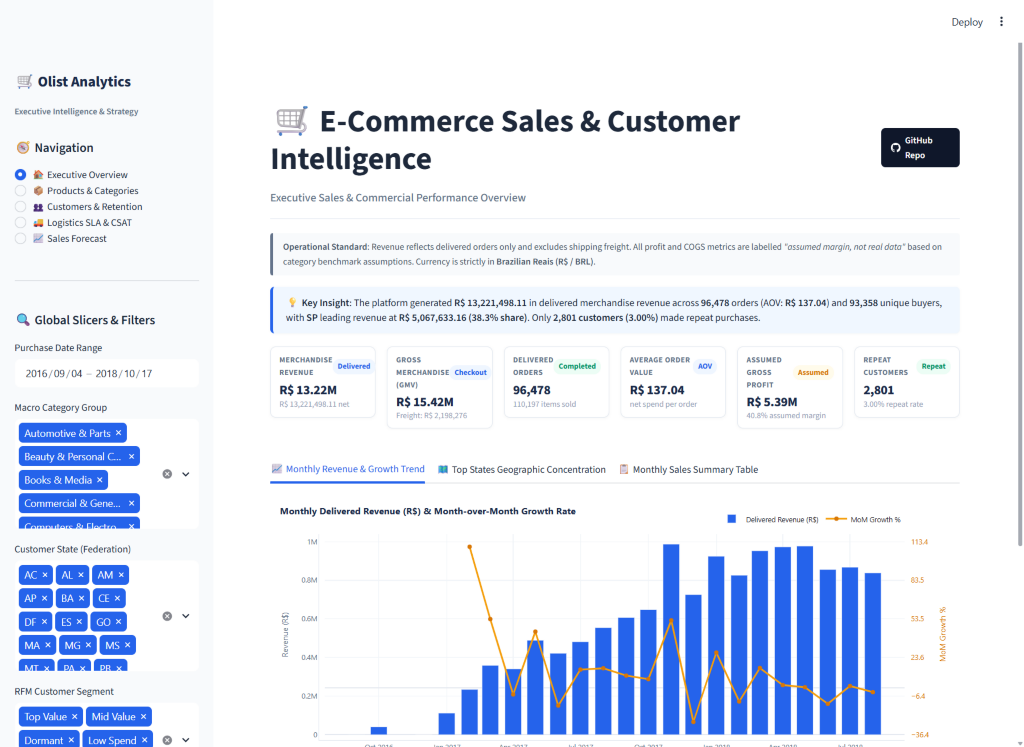 Deploy
Olist Analytics
Executive Intelligence & Strategy
Navigation
Executive Overview
Products & Categories
Customers & Retention
Logistics SLA & CSAT
Sales Forecast
Global Slicers & Filters
Purchase Date Range
2016/09/04 – 2018/10/17
Macro Category Group
Automotive & Parts ×
Beauty & Personal C... ×
Books & Media ×
Commercial & Gene... ×
Computers & Electro... ×
Customer State (Federation)
AC × AL × AM ×
AP × BA × CE ×
DF × ES × GO ×
MA × MG × MS ×
MT × PA × PB ×
RFM Customer Segment
Top Value × Mid Value ×
Dormant × Low Spend ×
E-Commerce Sales & Customer
Intelligence
GitHub
Repo
Executive Sales & Commercial Performance Overview
Operational Standard: Revenue reflects delivered orders only and excludes shipping freight. All profit and COGS metrics are labelled "assumed margin, not real data" based on
category benchmark assumptions. Currency is strictly in Brazilian Reais (R$ / BRL).
Key Insight: The platform generated R$ 13,221,498.11 in delivered merchandise revenue across 96,478 orders (AOV: R$ 137.04) and 93,358 unique buyers,
with SP leading revenue at R$ 5,067,633.16 (38.3% share). Only 2,801 customers (3.00%) made repeat purchases.
MERCHANDISE
REVENUE
Delivered
R$ 13.22M
R$ 13,221,498.11 net
GROSS
MERCHANDISE
(GMV)
Checkout
R$ 15.42M
Freight: R$ 2,198,276
DELIVERED
ORDERS
Completed
96,478
110,197 items sold
AVERAGE ORDER
VALUE
AOV
R$ 137.04
net spend per order
ASSUMED
GROSS
PROFIT
Assumed
R$ 5.39M
40.8% assumed margin
REPEAT
CUSTOMERS
Repeat
2,801
3.00% repeat rate
Monthly Revenue & Growth Trend
Top States Geographic Concentration
Monthly Sales Summary Table
Monthly Delivered Revenue (R$) & Month-over-Month Growth Rate
Delivered Revenue (R$)
MoM Growth %
Revenue (R$)
1M
0.8M
0.6M
0.4M
0.2M
0
113.4
83.5
53.5
23.6
−6.4
−36.4
MoM Growth %
Oct 2016
Jan 2017
Apr 2017
Jul 2017
Oct 2017
Jan 2018
Apr 2018
Jul 2018